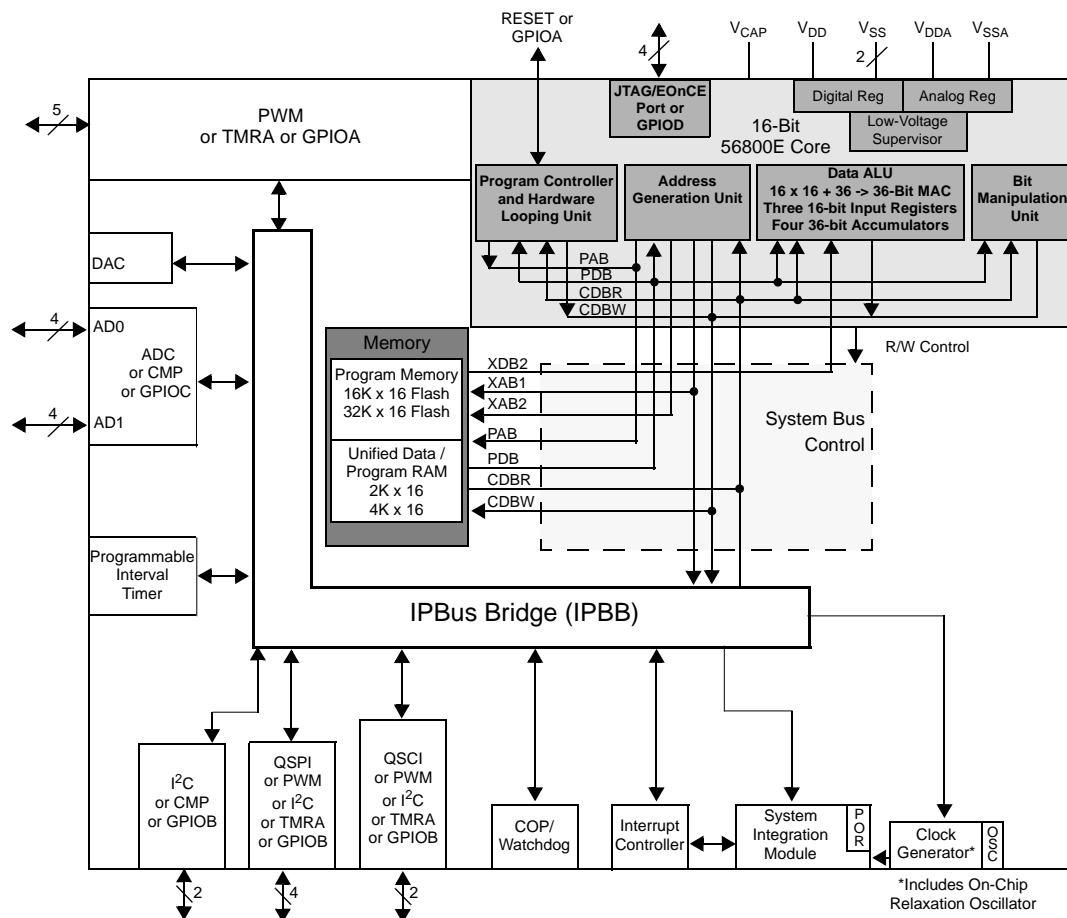 RESET or
GPIOA
4
VCAP
VDD
VSS
VDDA
VSSA
2
5
PWM
or TMRA or GPIOA
JTAG/EOnCE
Port or
GPIOD
Digital Reg
Analog Reg
Low-Voltage
Supervisor
16-Bit
56800E Core
Program Controller
and Hardware
Looping Unit
Address
Generation Unit
Data ALU
16 x 16 + 36 -> 36-Bit MAC
Three 16-bit Input Registers
Four 36-bit Accumulators
Bit
Manipulation
Unit
PAB
PDB
CDBR
CDBW
DAC
4
AD0
ADC
or CMP
or GPIOC
4
AD1
Memory
Program Memory
16K x 16 Flash
32K x 16 Flash
Unified Data /
Program RAM
2K x 16
4K x 16
XDB2
XAB1
XAB2
PAB
PDB
CDBR
CDBW
R/W Control
System Bus
Control
Programmable
Interval
Timer
IPBus Bridge (IPBB)
I2C
or CMP
or GPIOB
QSPI
or PWM
or I2C
or TMRA
or GPIOB
QSCI
or PWM
or I2C
or TMRA
or GPIOB
COP/
Watchdog
Interrupt
Controller
System
Integration
Module
POR
Clock
Generator*
OSC
2
4
2
*Includes On-Chip
Relaxation Oscillator